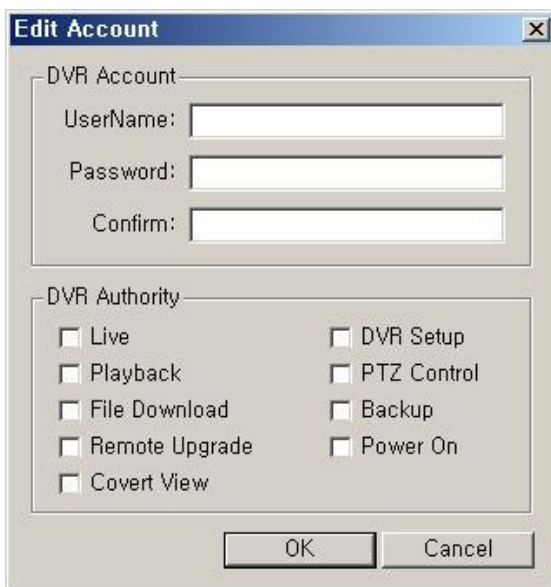 Edit Account
DVR Account
UserName:
Password:
Confirm:
DVR Authority
Live
DVR Setup
Playback
PTZ Control
File Download
Backup
Remote Upgrade
Power On
Covert View
OK
Cancel